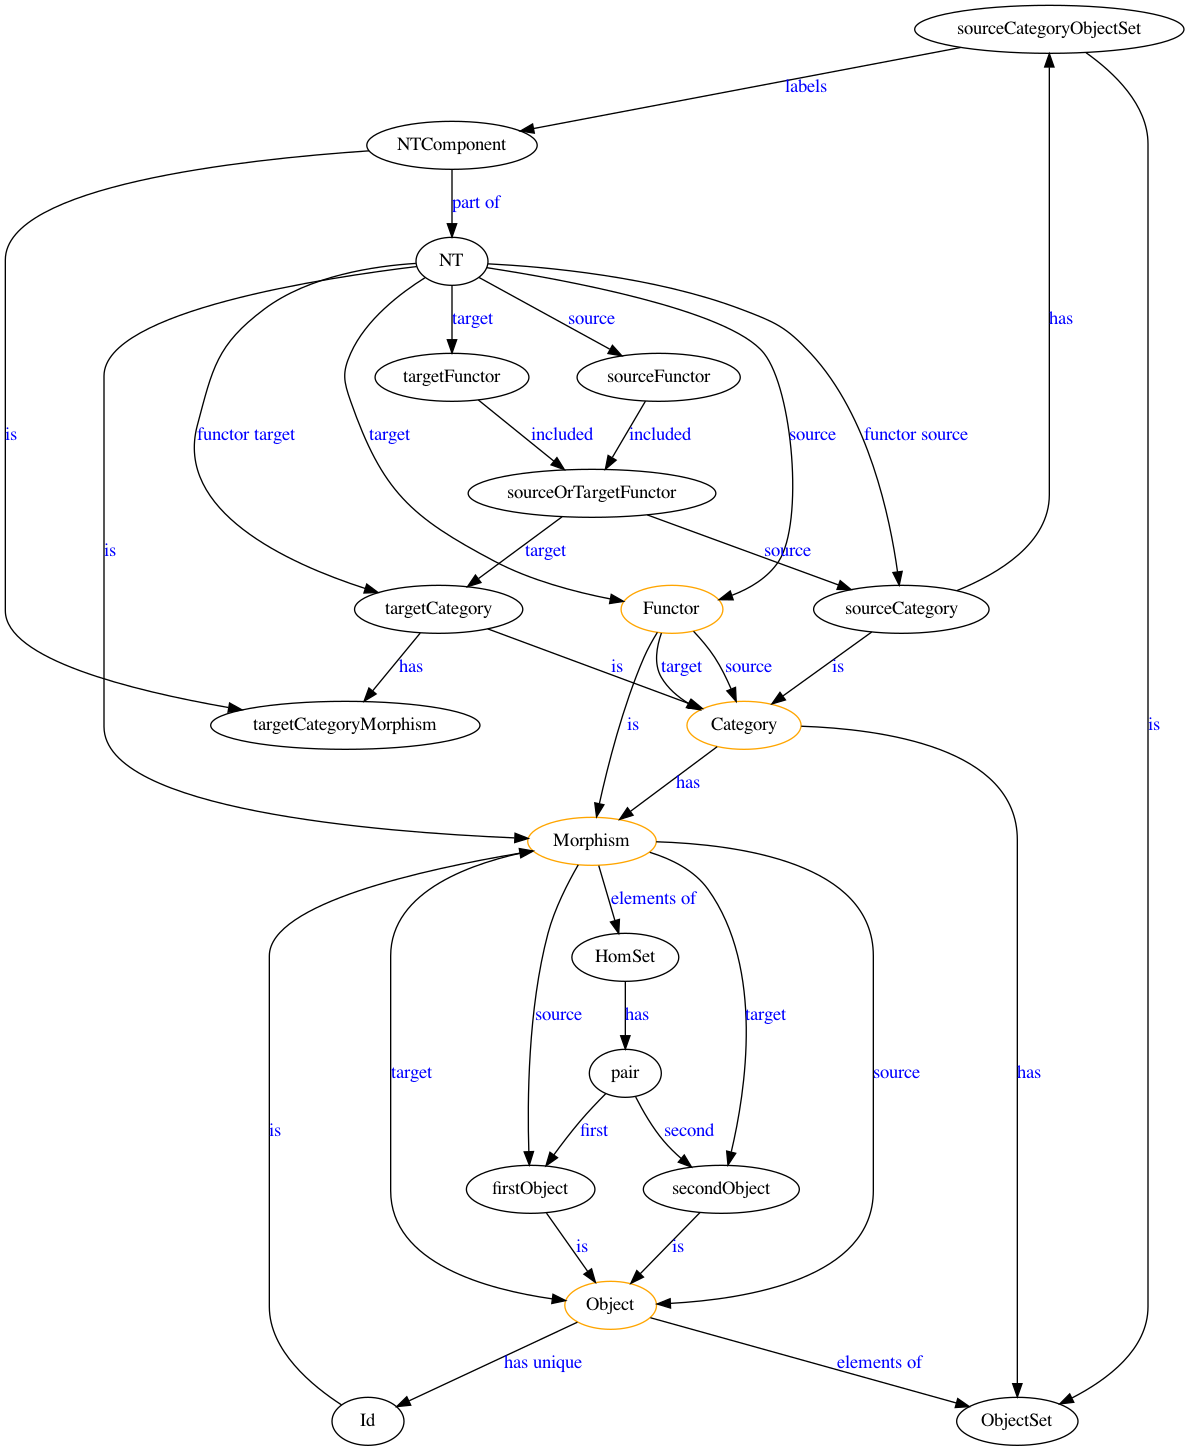 sourceCategoryObjectSet
labels
NTComponent
part of
NT
target
source
has
targetFunctor
sourceFunctor
is
functor target
target
included
included
source
functor source
sourceOrTargetFunctor
is
target
source
targetCategory
Functor
sourceCategory
has
is
target
source
is
targetCategoryMorphism
is
Category
is
has
Morphism
elements of
HomSet
source
has
target
target
pair
source
has
is
first
second
firstObject
secondObject
is
is
Object
has unique
elements of
Id
ObjectSet